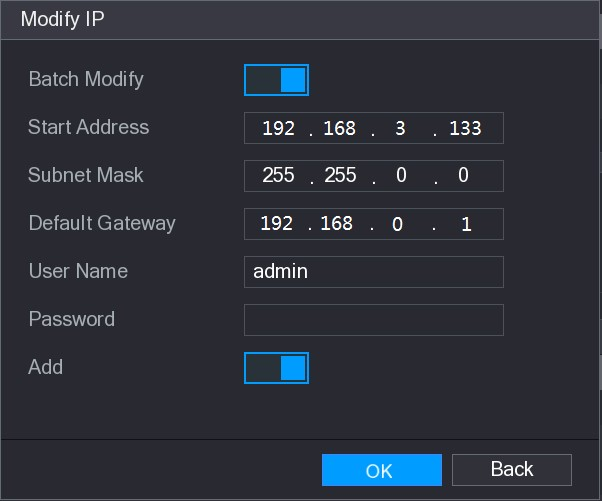 Modify IP
Batch Modify
Start Address 192 . 168 . 3 . 133
Subnet Mask 255 . 255 . 0 . 0
Default Gateway 192 . 168 . 0 . 1
User Name admin
Password
Add
OK Back